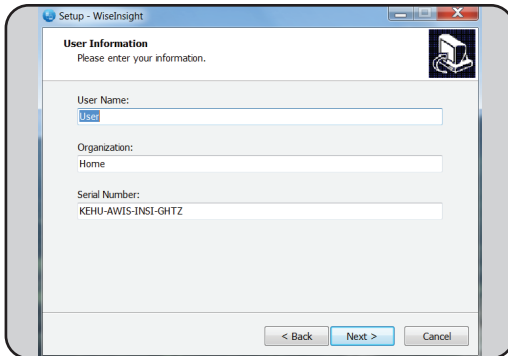 Setup - WiseInsight
User Information
Please enter your information.
User Name:
User
Organization:
Home
Serial Number:
KEHU-AWIS-INSI-GHTZ
< Back
Next >
Cancel